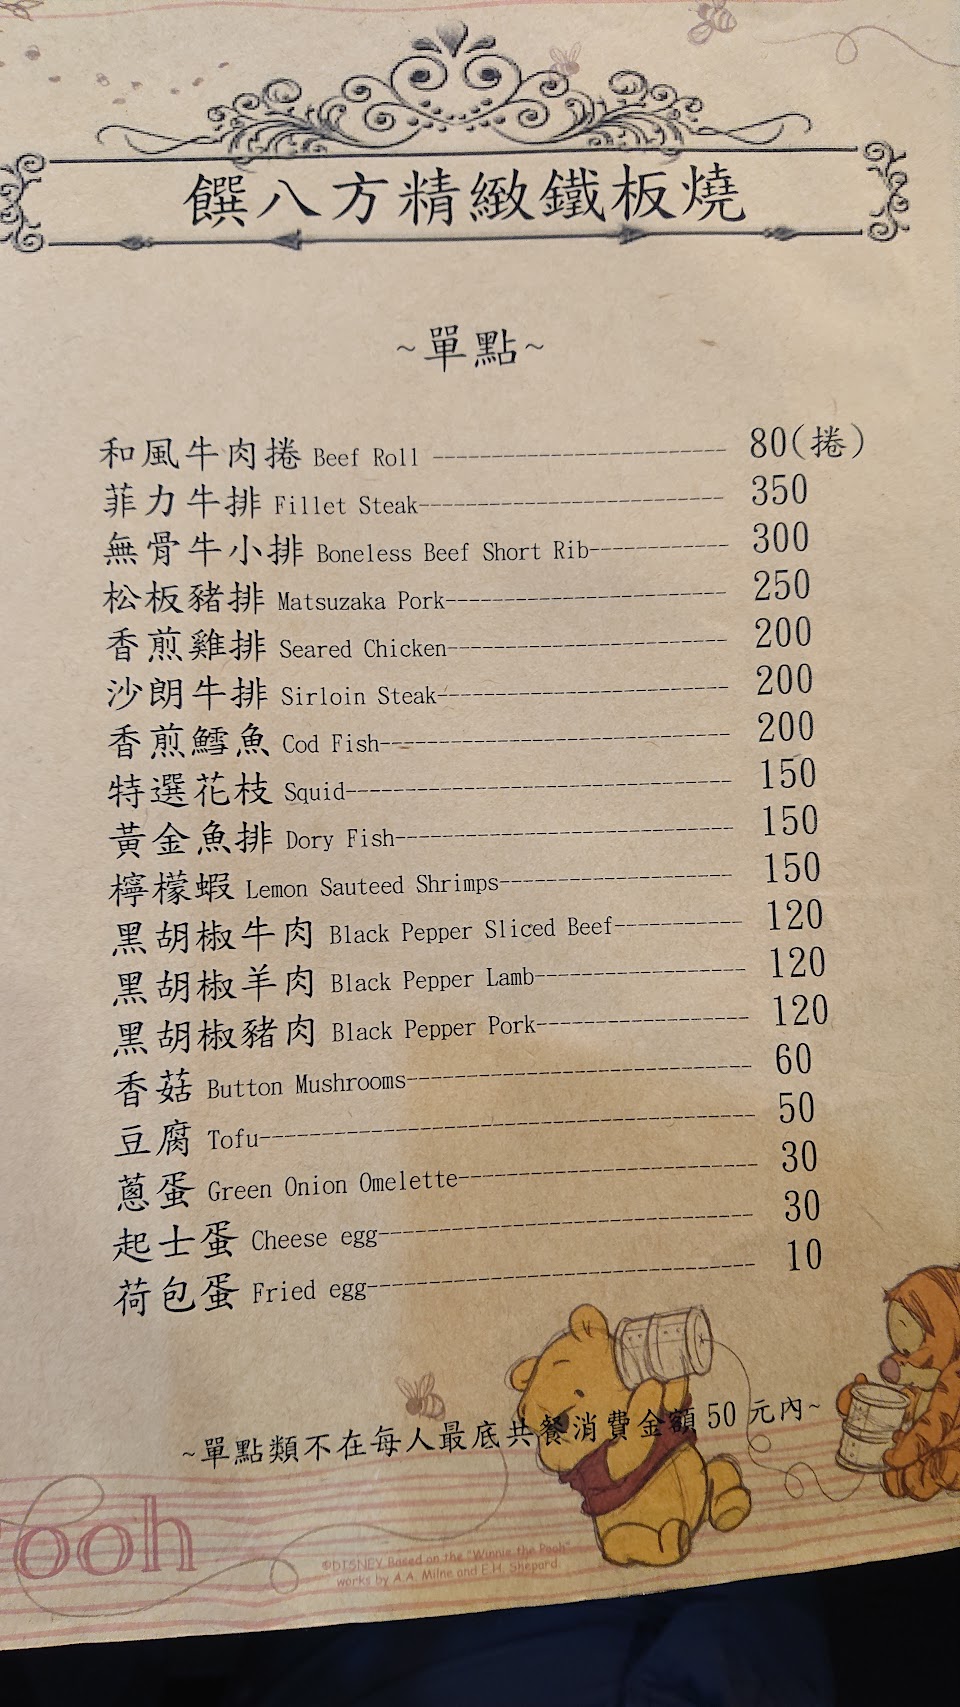 饌八方精緻鐵板燒
~單點~
和風牛肉捲 Beef Roll ---------------------- 80(捲)
菲力牛排 Fillet Steak---------------------- 350
無骨牛小排 Boneless Beef Short Rib---------- 300
松板豬排 Matsuzaka Pork-------------------- 250
香煎雞排 Seared Chicken-------------------- 200
沙朗牛排 Sirloin Steak--------------------- 200
香煎鱈魚 Cod Fish-------------------------- 200
特選花枝 Squid----------------------------- 150
黃金魚排 Dory Fish------------------------- 150
檸檬蝦 Lemon Sauteed Shrimps--------------- 150
黑胡椒牛肉 Black Pepper Sliced Beef--------- 120
黑胡椒羊肉 Black Pepper Lamb--------------- 120
黑胡椒豬肉 Black Pepper Pork--------------- 120
香菇 Button Mushrooms---------------------- 60
豆腐 Tofu---------------------------------- 50
蔥蛋 Green Onion Omelette------------------ 30
起士蛋 Cheese egg-------------------------- 30
荷包蛋 Fried egg--------------------------- 10
~單點類不在每人最底共餐消費金額 50 元內~
Pooh
©DISNEY Based on the "Winnie the Pooh"
works by A.A. Milne and E.H. Shepard.